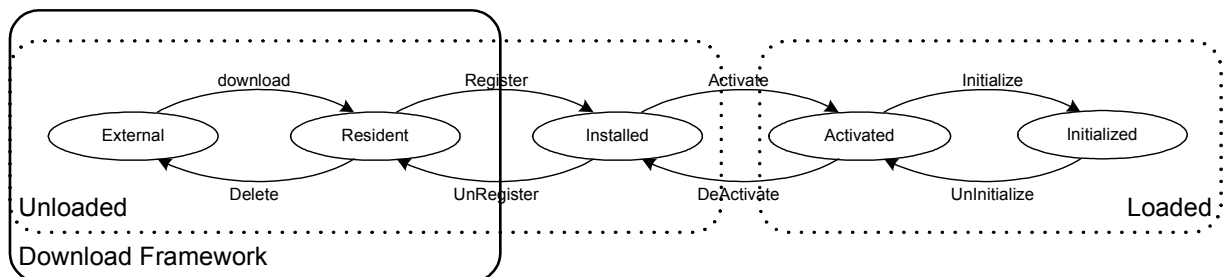 download
Register
Activate
Initialize
External
Resident
Installed
Activated
Initialized
Delete
UnRegister
DeActivate
UnInitialize
Unloaded
Loaded
Download Framework